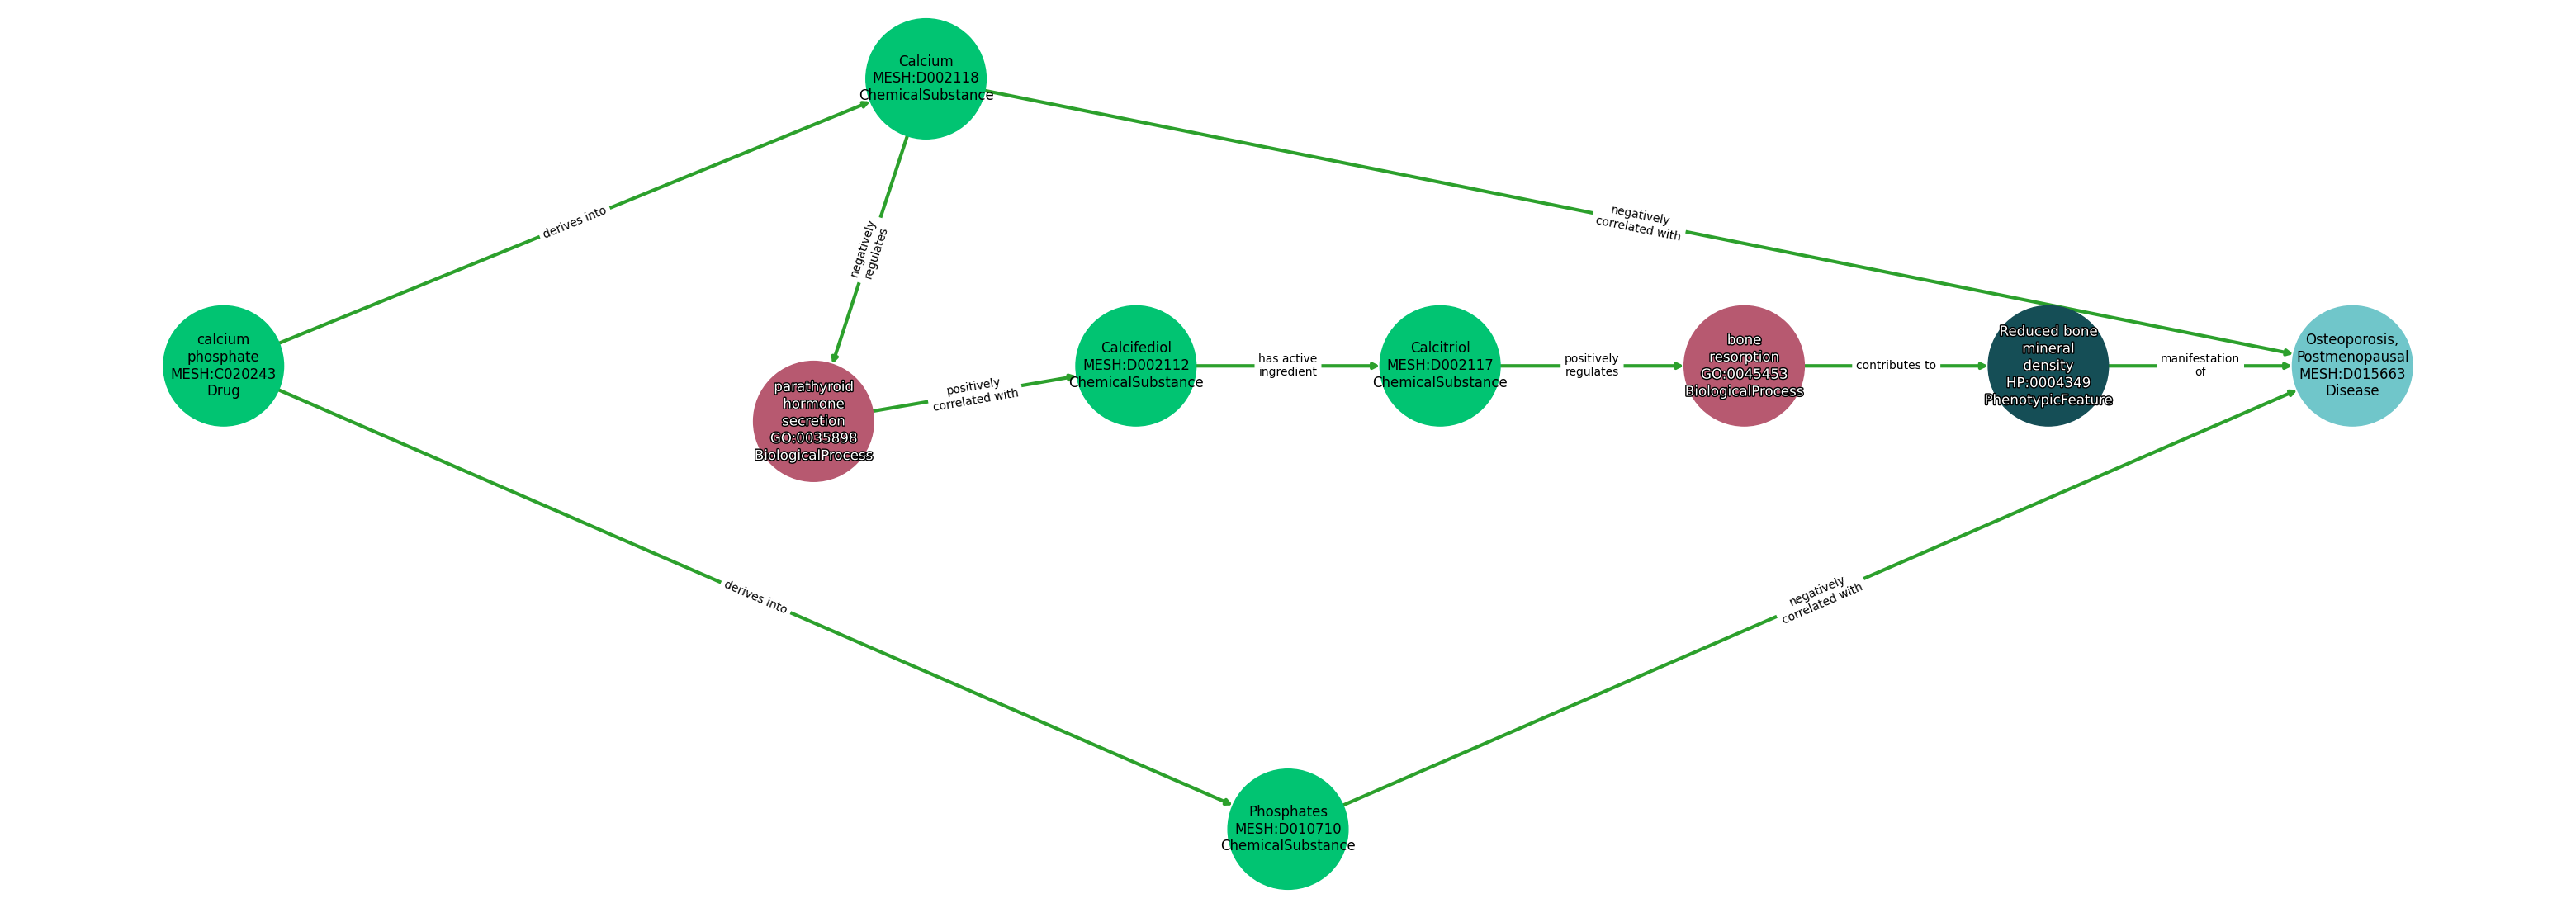 Calcium
MESH:D002118
ChemicalSubstance
derives into
negatively
correlated with
negatively
regulates
calcium
phosphate
MESH:C020243
Drug
parathyroid
hormone
secretion
GO:0035898
BiologicalProcess
positively
correlated with
Calcifediol
MESH:D002112
ChemicalSubstance
has active
ingredient
Calcitriol
MESH:D002117
ChemicalSubstance
positively
regulates
bone
resorption
GO:0045453
BiologicalProcess
contributes to
Reduced bone
mineral
density
HP:0004349
PhenotypicFeature
manifestation
of
Osteoporosis,
Postmenopausal
MESH:D015663
Disease
derives into
negatively
correlated with
Phosphates
MESH:D010710
ChemicalSubstance